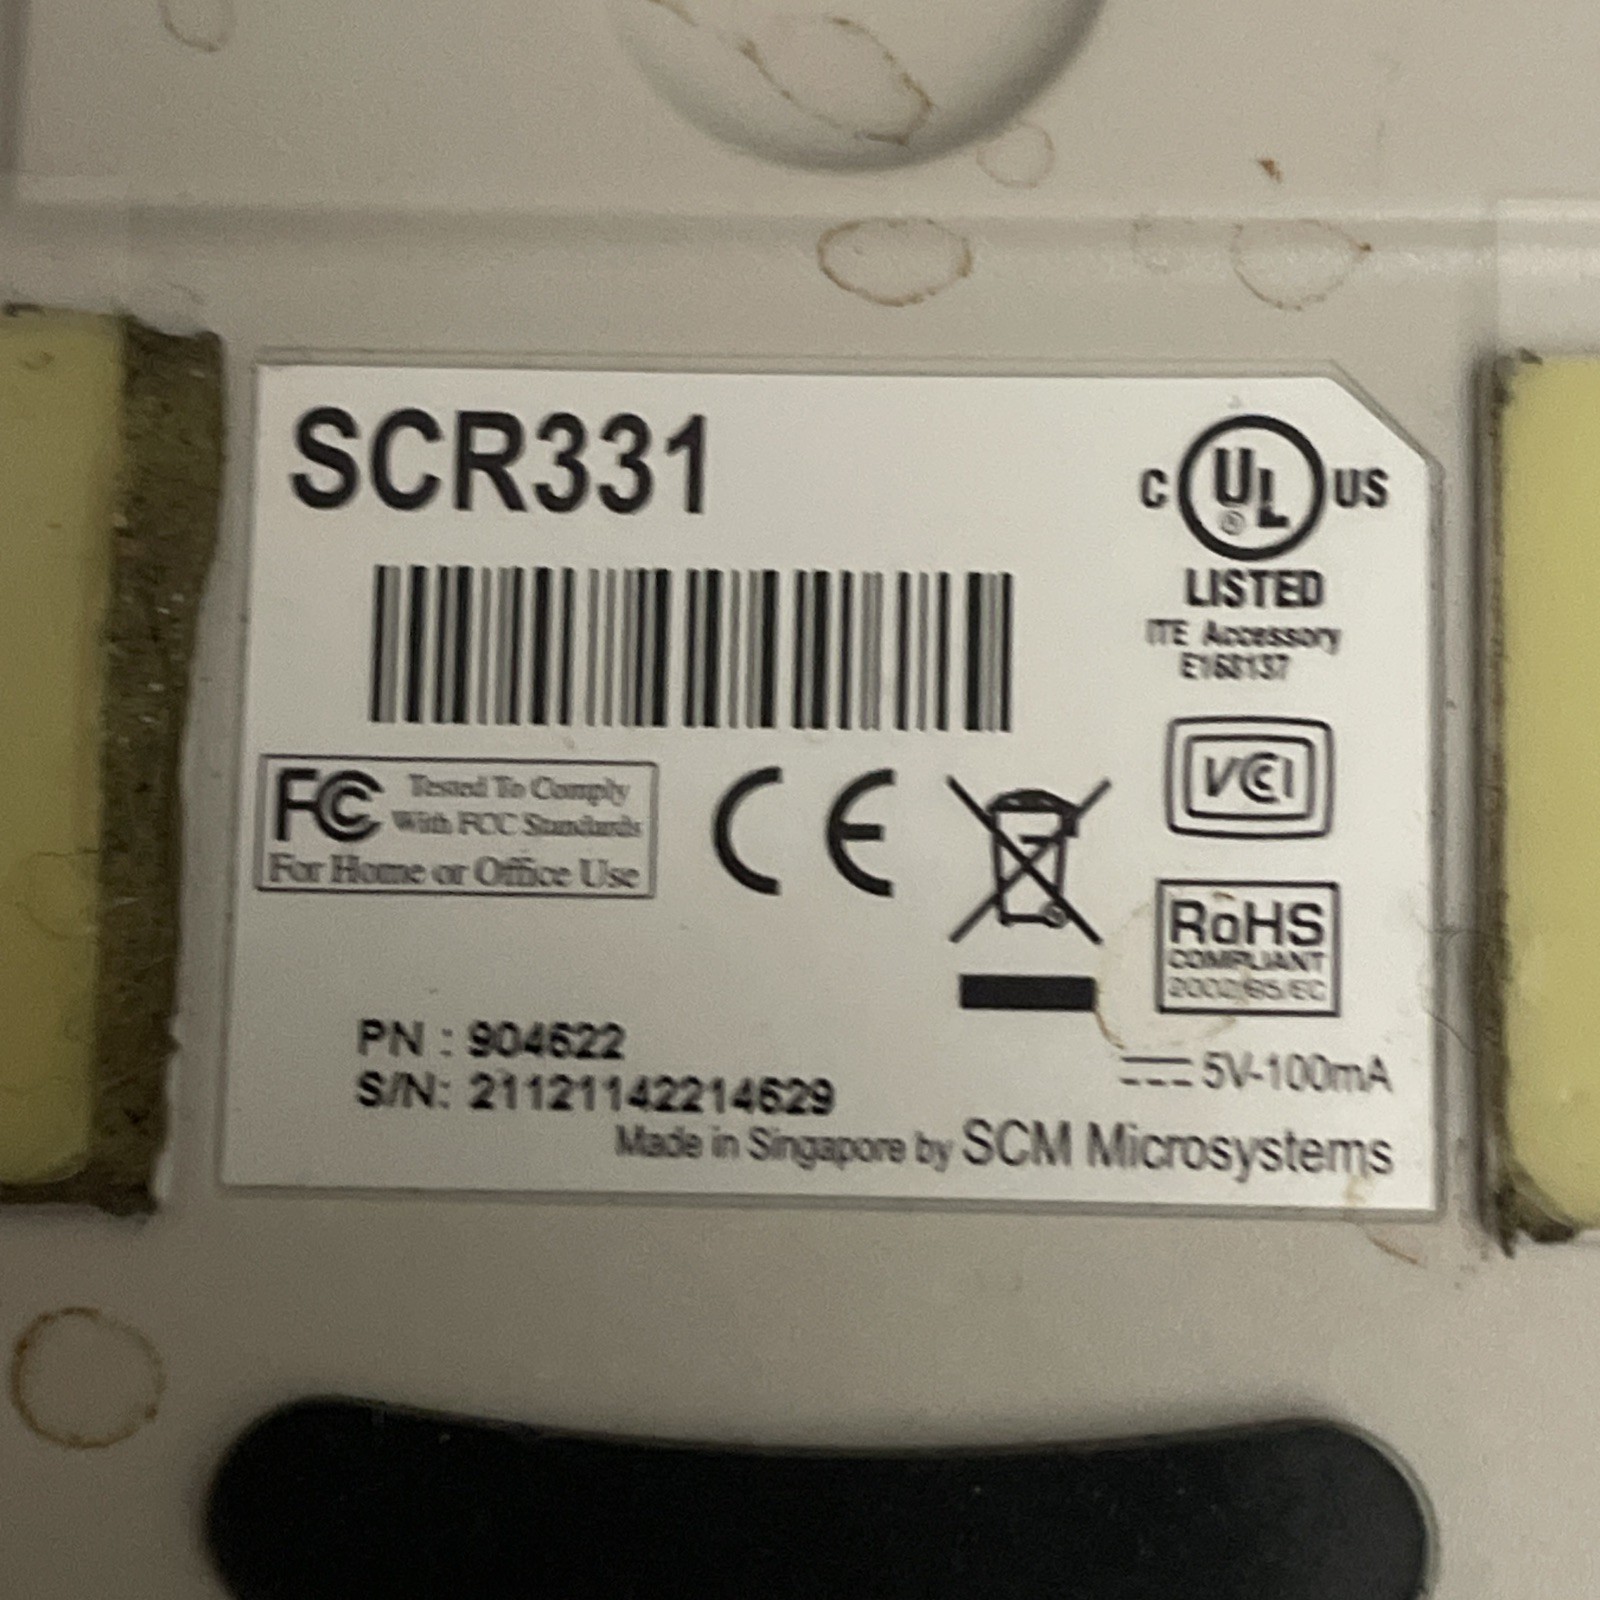 SCR331
C UL® US
LISTED
ITE Accessory
E168137
FC Tested To Comply
With FCC Standards
For Home or Office Use
CE
VCCI
RoHS
COMPLIANT
2002/95/EC
PN : 904622
S/N: 21121142214629
5V-100mA
Made in Singapore by SCM Microsystems